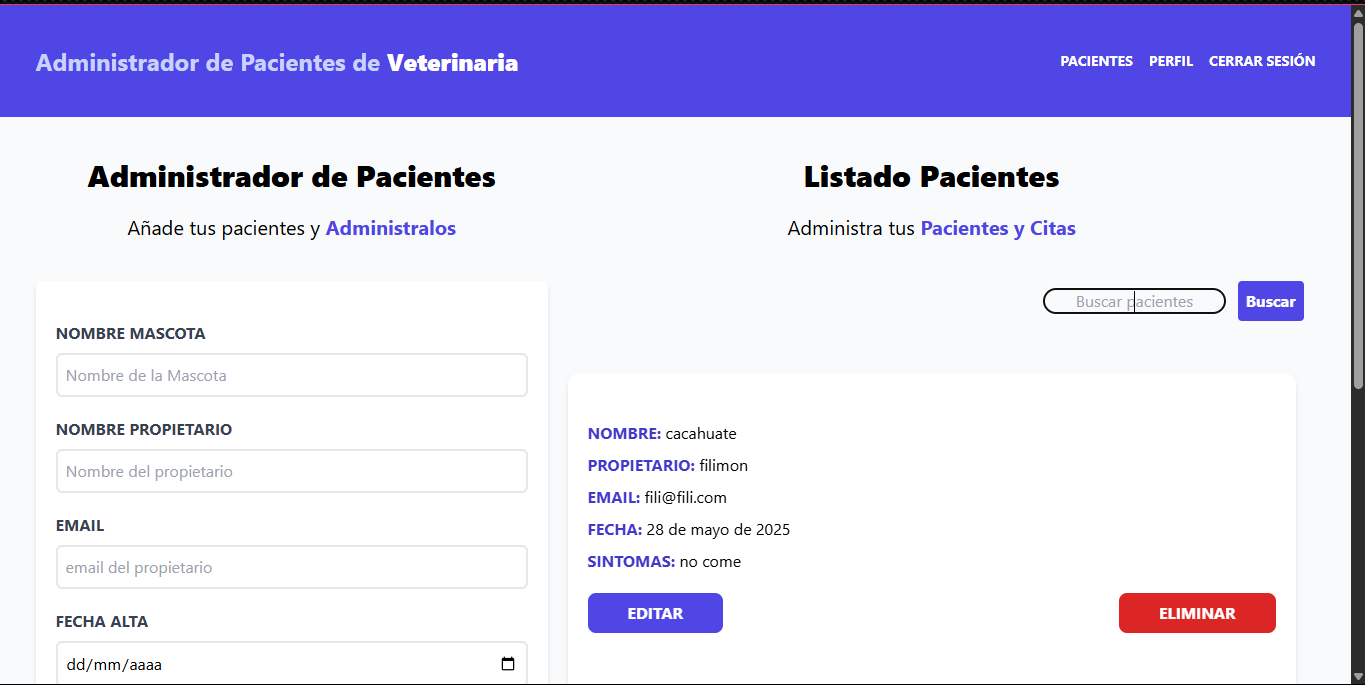 Administrador de Pacientes de Veterinaria
PACIENTES PERFIL CERRAR SESIÓN
Administrador de Pacientes
Añade tus pacientes y Administralos
NOMBRE MASCOTA
Nombre de la Mascota
NOMBRE PROPIETARIO
Nombre del propietario
EMAIL
email del propietario
FECHA ALTA
dd/mm/aaaa
Listado Pacientes
Administra tus Pacientes y Citas
Buscar pacientes
Buscar
NOMBRE: cacahuate
PROPIETARIO: filimon
EMAIL: fili@fili.com
FECHA: 28 de mayo de 2025
SINTOMAS: no come
EDITAR
ELIMINAR